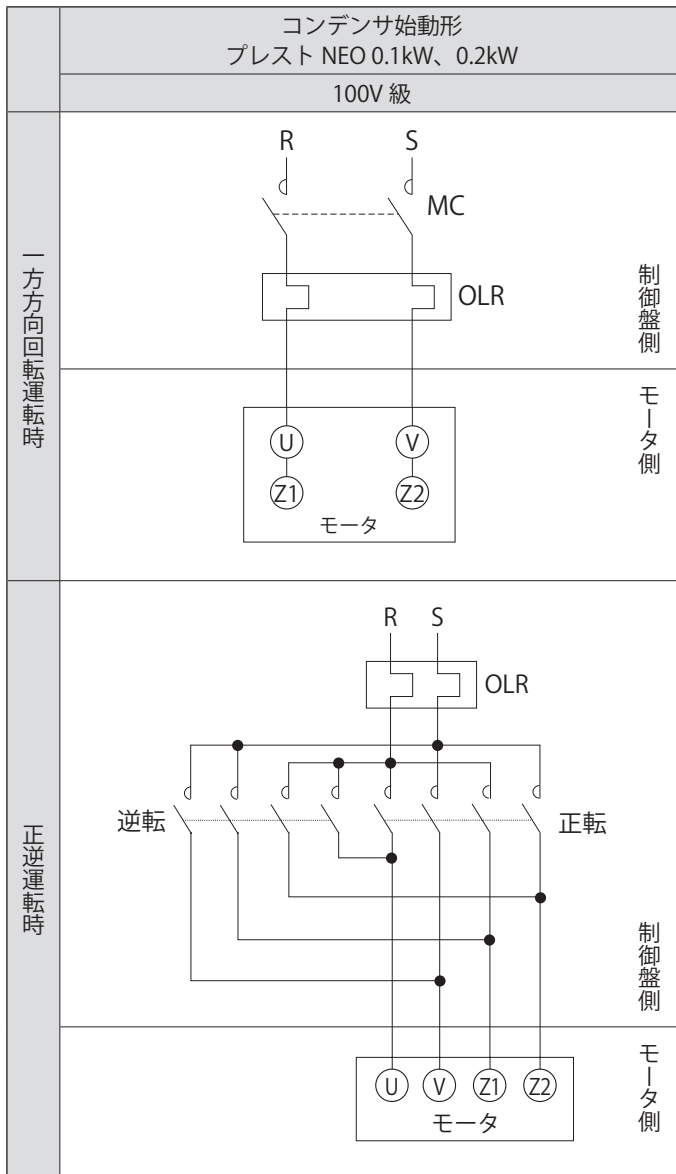 コンデンサ始動形
プレスト NEO 0.1kW、0.2kW
100V 級
一方方向回転運転時
R S
MC
OLR
制御盤側
U V
Z1 Z2
モータ
モータ側
正逆運転時
R S
OLR
逆転 正転
制御盤側
U V Z1 Z2
モータ
モータ側